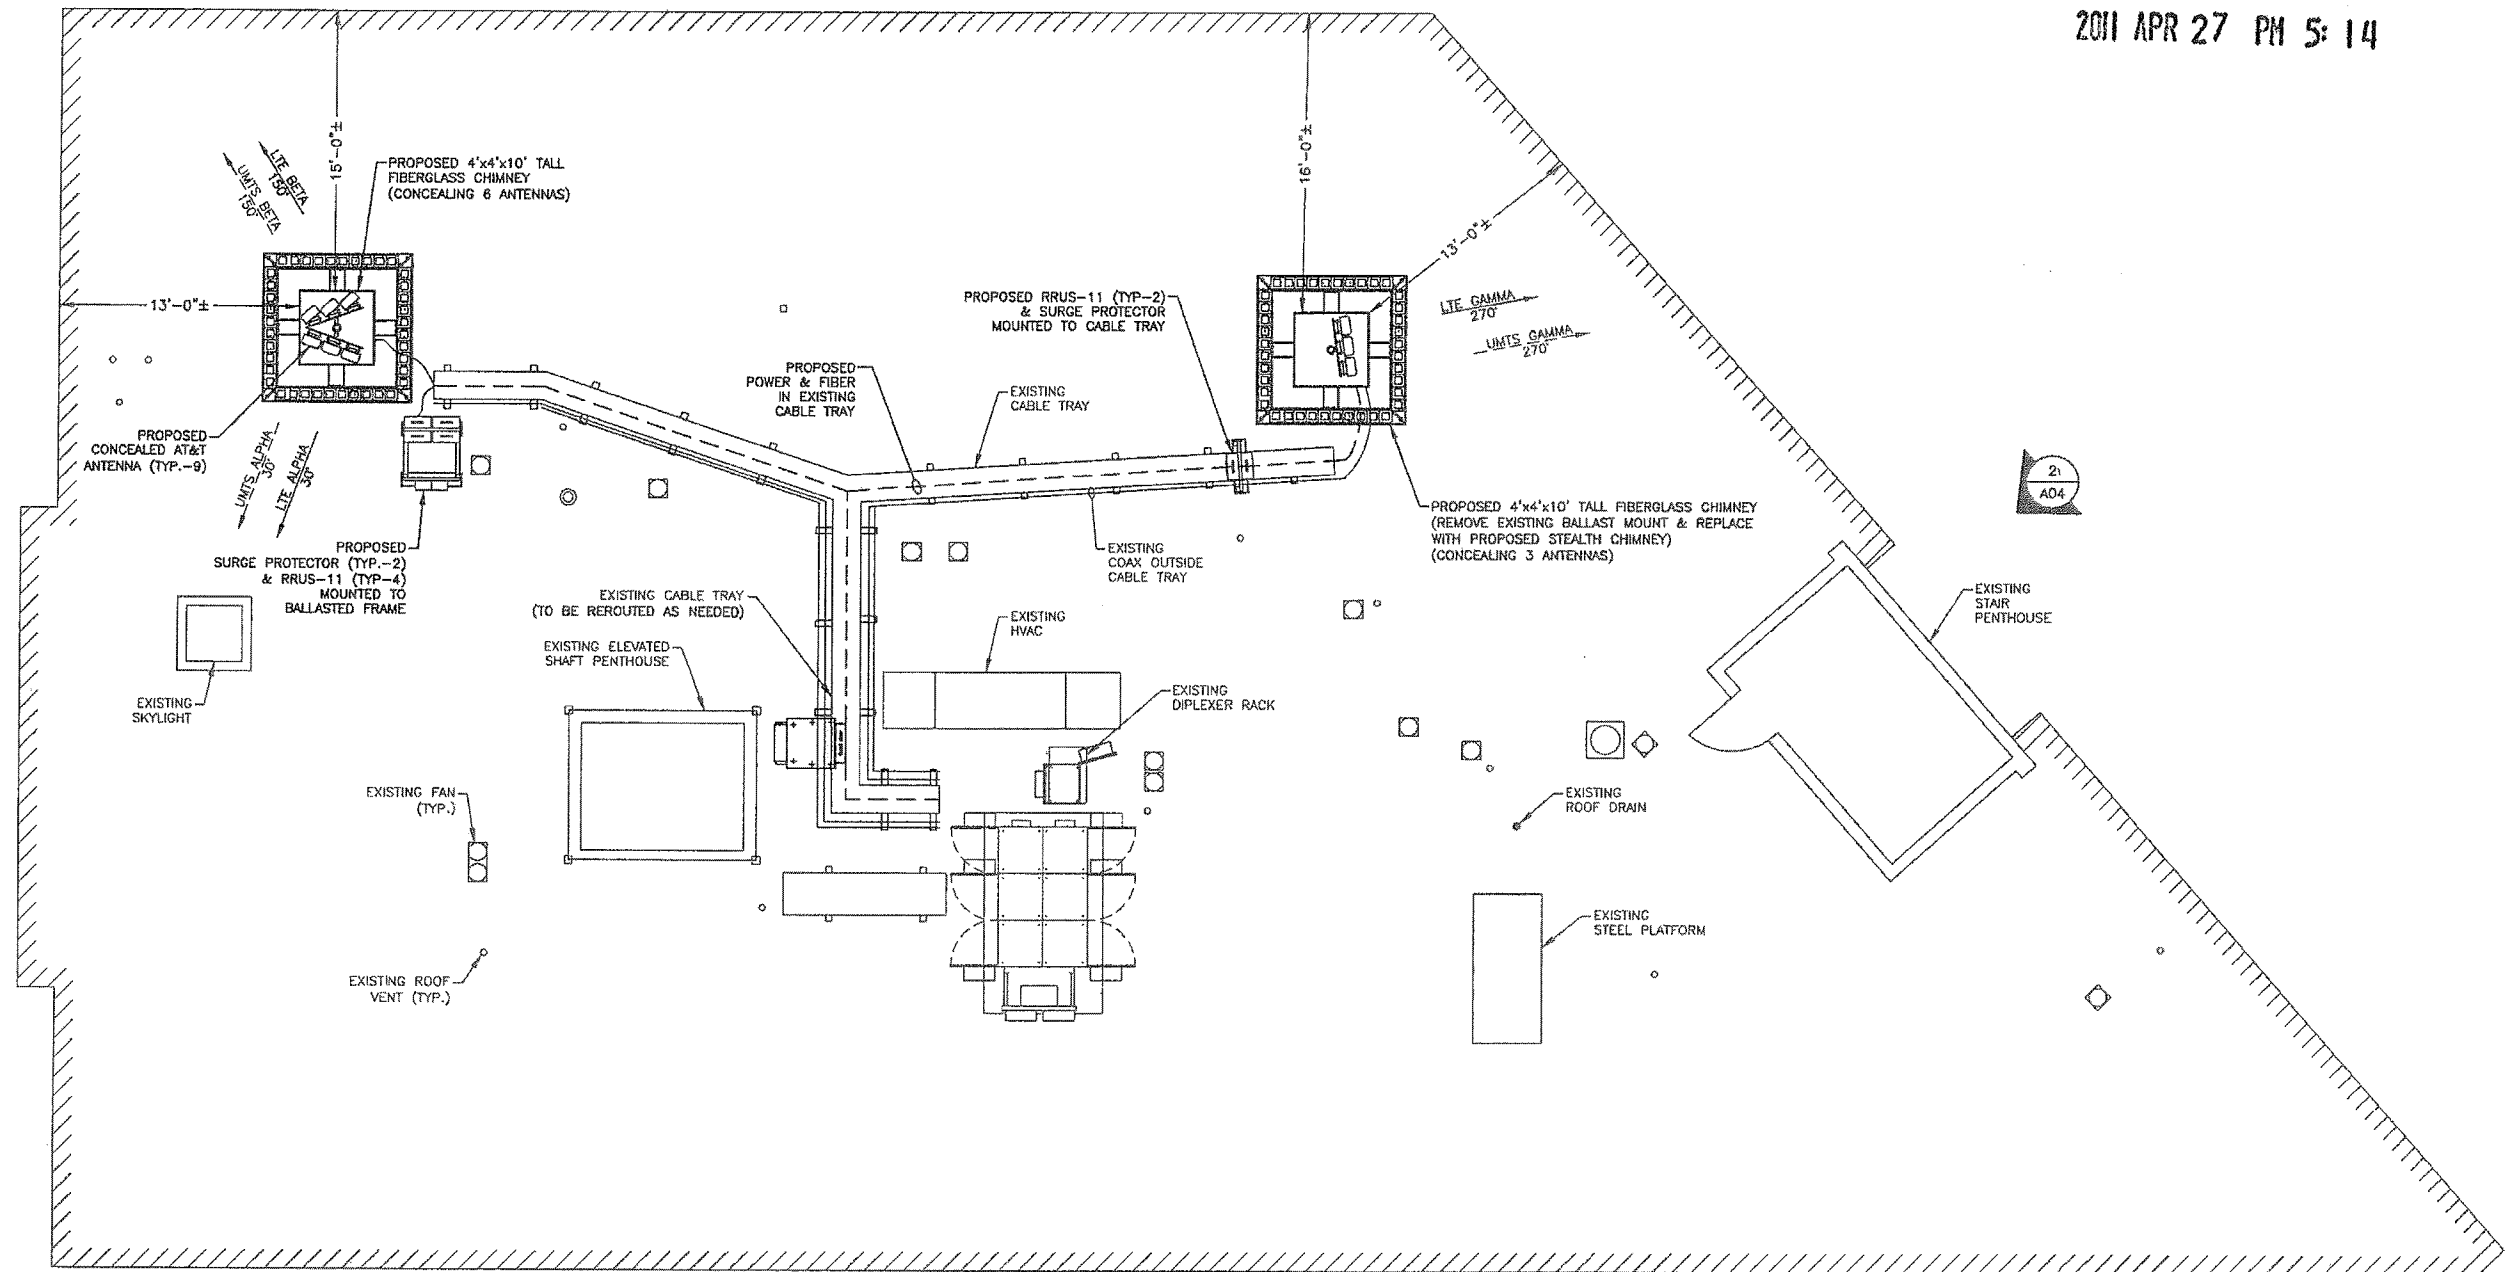 2011 APR 27 PM 5: 14
15'-0"±
16'-0"±
LTE BETA
150°
UMTS BETA
150°
PROPOSED 4'x4'x10' TALL
FIBERGLASS CHIMNEY
(CONCEALING 6 ANTENNAS)
13'-0"±
13'-0"±
PROPOSED RRUS-11 (TYP-2)
& SURGE PROTECTOR
MOUNTED TO CABLE TRAY
LTE GAMMA
270°
UMTS GAMMA
270°
PROPOSED
POWER & FIBER
IN EXISTING
CABLE TRAY
EXISTING
CABLE TRAY
PROPOSED
CONCEALED AT&T
ANTENNA (TYP.-9)
UMTS ALPHA
30°
LTE ALPHA
30°
21
A04
PROPOSED 4'x4'x10' TALL FIBERGLASS CHIMNEY
(REMOVE EXISTING BALLAST MOUNT & REPLACE
WITH PROPOSED STEALTH CHIMNEY)
(CONCEALING 3 ANTENNAS)
PROPOSED
SURGE PROTECTOR (TYP.-2)
& RRUS-11 (TYP-4)
MOUNTED TO
BALLASTED FRAME
EXISTING
COAX OUTSIDE
CABLE TRAY
EXISTING CABLE TRAY
(TO BE REROUTED AS NEEDED)
EXISTING
HVAC
EXISTING
STAIR
PENTHOUSE
EXISTING ELEVATED
SHAFT PENTHOUSE
EXISTING
SKYLIGHT
EXISTING
DIPLEXER RACK
EXISTING FAN
(TYP.)
EXISTING
ROOF DRAIN
EXISTING
STEEL PLATFORM
EXISTING ROOF
VENT (TYP.)